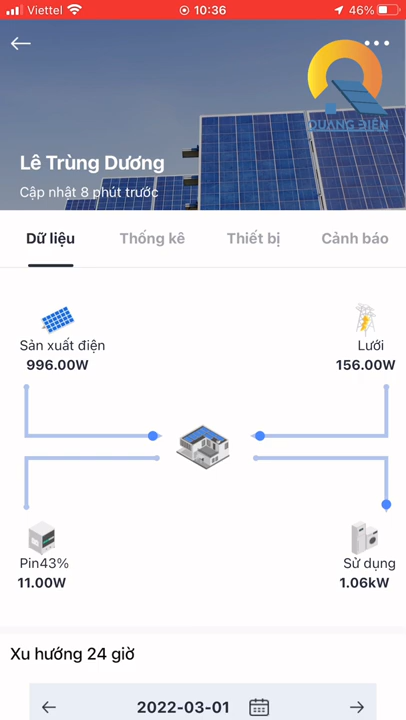 Viettel 10:36 46%
QUANG ĐIỆN
Lê Trùng Dương
Cập nhật 8 phút trước
Dữ liệu Thống kê Thiết bị Cảnh báo
Sản xuất điện Lưới
996.00W 156.00W
Pin43% Sử dụng
11.00W 1.06kW
Xu hướng 24 giờ
2022-03-01